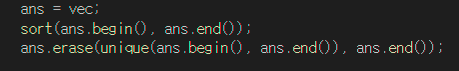 ans = vec;
sort(ans.begin(), ans.end());
ans.erase(unique(ans.begin(), ans.end()), ans.end());